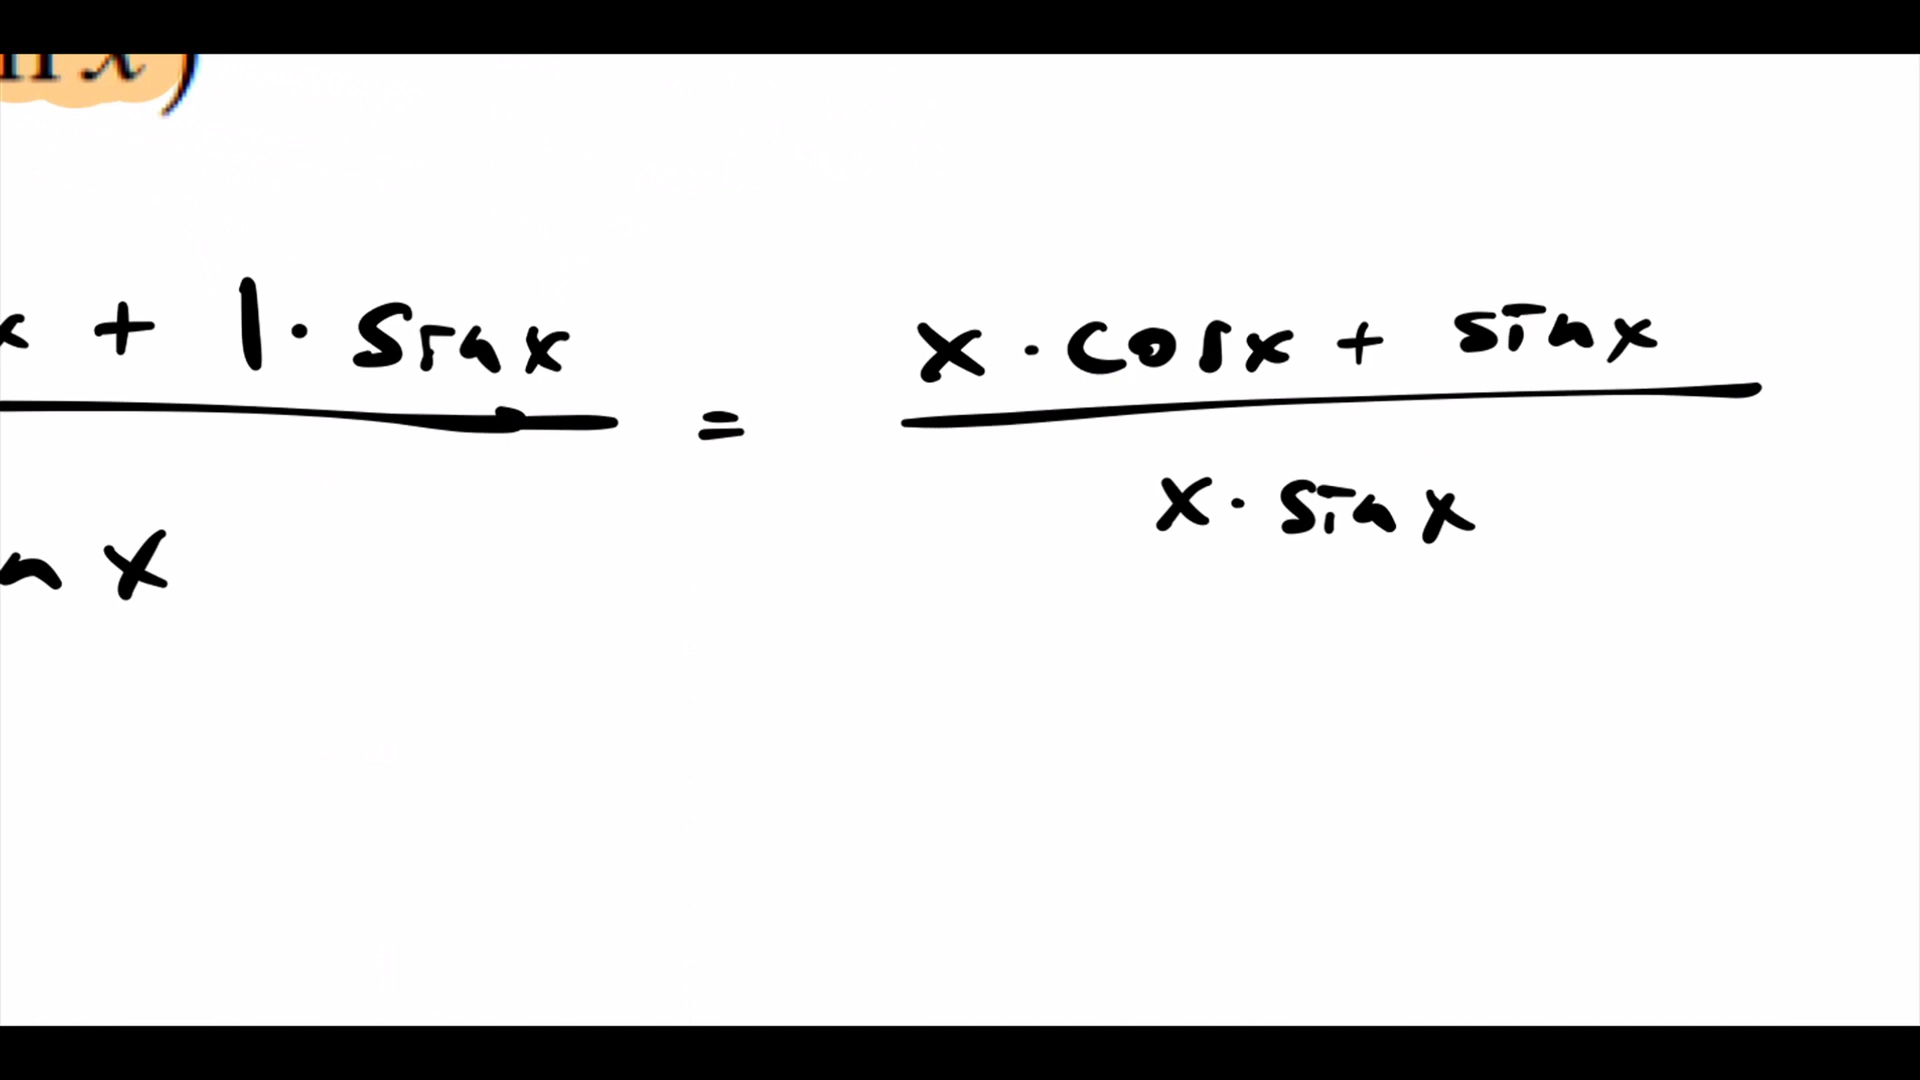 n x)
x + 1 · sin x = x · cos x + sin x
n x x · sin x